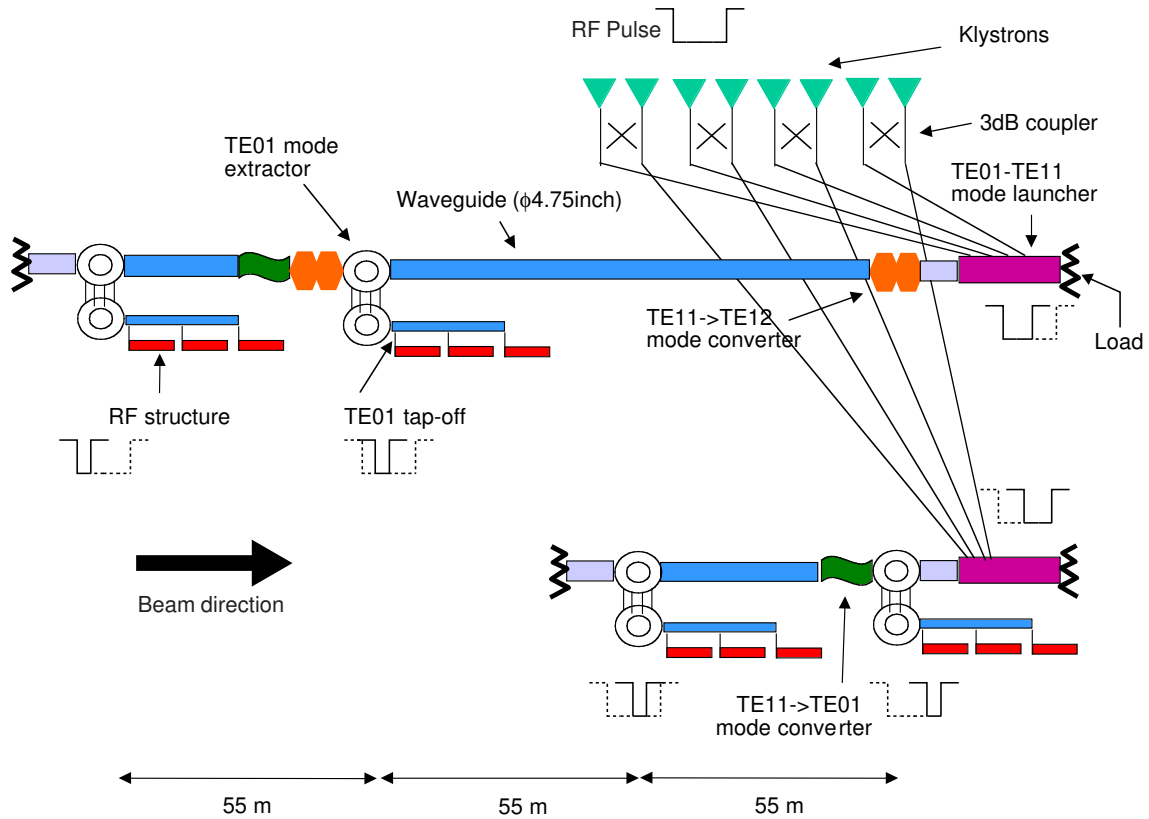 RF Pulse
Klystrons
3dB coupler
TE01 mode
extractor
TE01-TE11
mode launcher
Waveguide (ϕ4.75inch)
TE11->TE12
mode converter
Load
RF structure
TE01 tap-off
Beam direction
TE11->TE01
mode converter
55 m
55 m
55 m